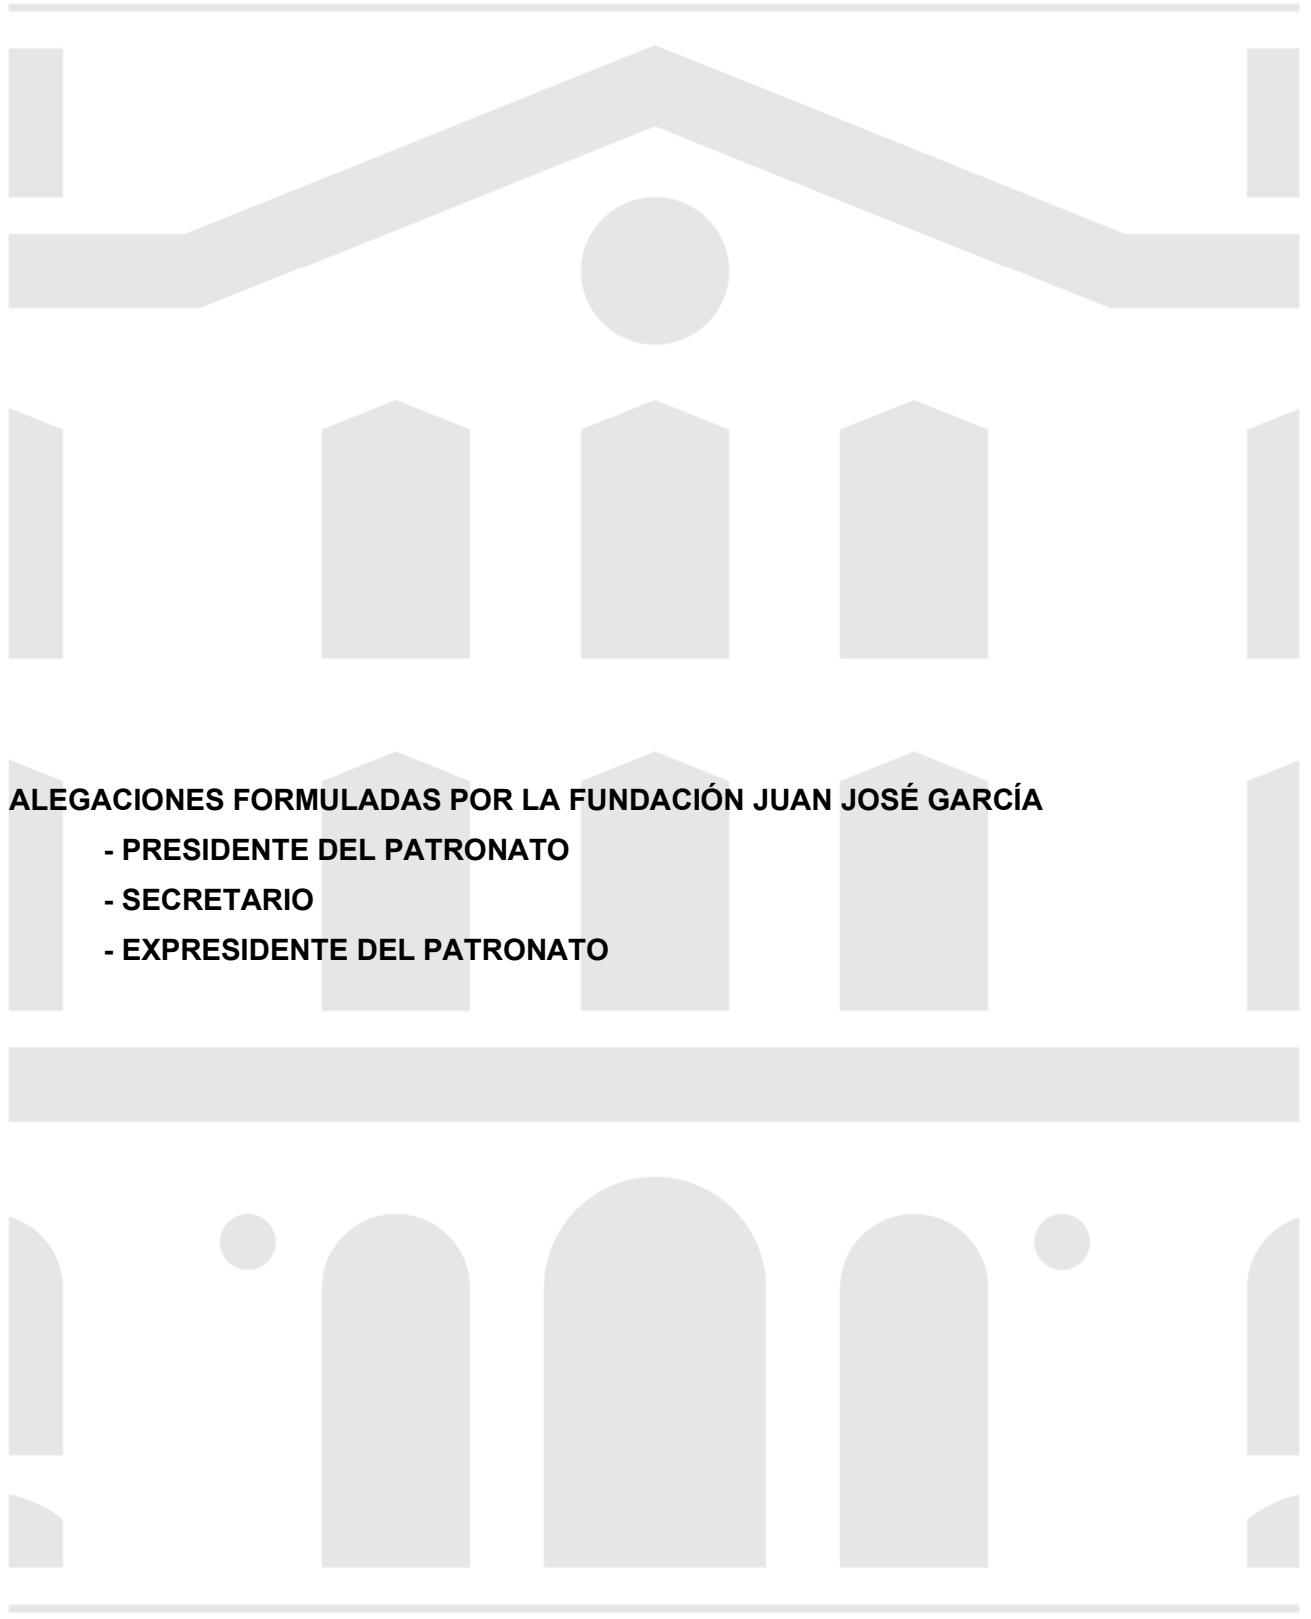 ALEGACIONES FORMULADAS POR LA FUNDACIÓN JUAN JOSÉ GARCÍA
- PRESIDENTE DEL PATRONATO
- SECRETARIO
- EXPRESIDENTE DEL PATRONATO